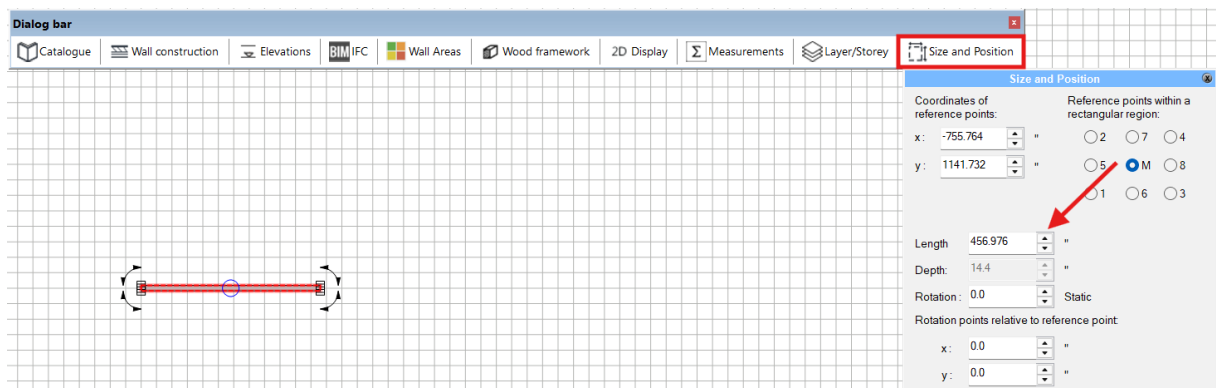 Dialog bar
Catalogue Wall construction Elevations BIM IFC Wall Areas Wood framework 2D Display Σ Measurements Layer/Storey Size and Position
Size and Position
Coordinates of reference points:
Reference points within a rectangular region:
x: -755.764 "
2 7 4
y: 1141.732 "
5 M 8
1 6 3
Length 456.976 "
Depth: 14.4 "
Rotation: 0.0 Static
Rotation points relative to reference point:
x: 0.0 "
y: 0.0 "